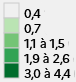 0,4
0,7
1,1 à 1,5
1,9 à 2,6
3,0 à 4,4